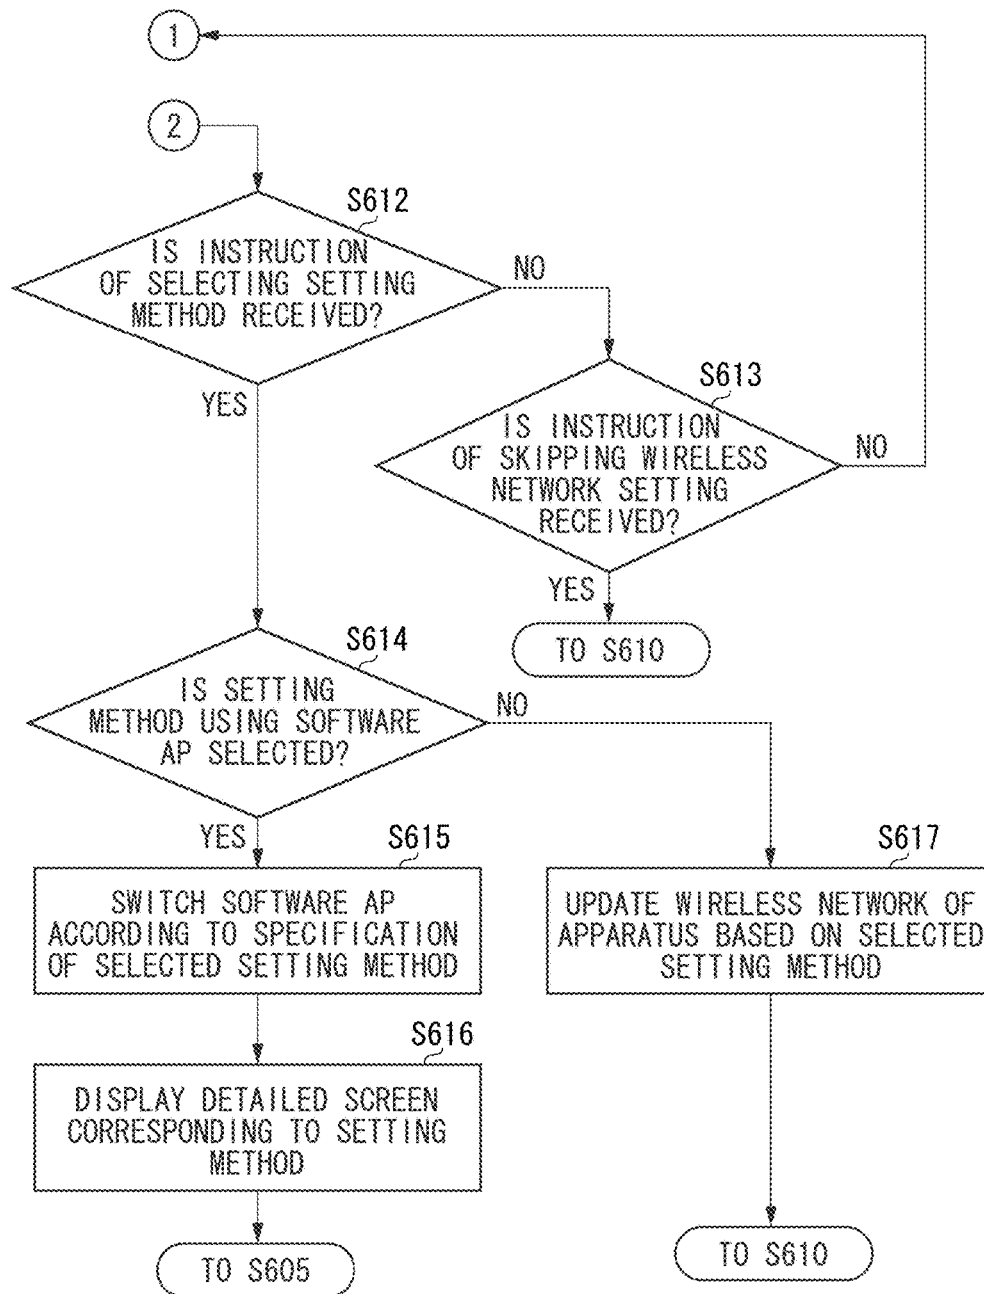 1
2
S612
IS INSTRUCTION
OF SELECTING SETTING
METHOD RECEIVED?
NO
YES
S613
IS INSTRUCTION
OF SKIPPING WIRELESS
NETWORK SETTING
RECEIVED?
NO
YES
TO S610
S614
IS SETTING
METHOD USING SOFTWARE
AP SELECTED?
NO
YES
S615
SWITCH SOFTWARE AP
ACCORDING TO SPECIFICATION
OF SELECTED SETTING METHOD
S617
UPDATE WIRELESS NETWORK OF
APPARATUS BASED ON SELECTED
SETTING METHOD
S616
DISPLAY DETAILED SCREEN
CORRESPONDING TO SETTING
METHOD
TO S605
TO S610